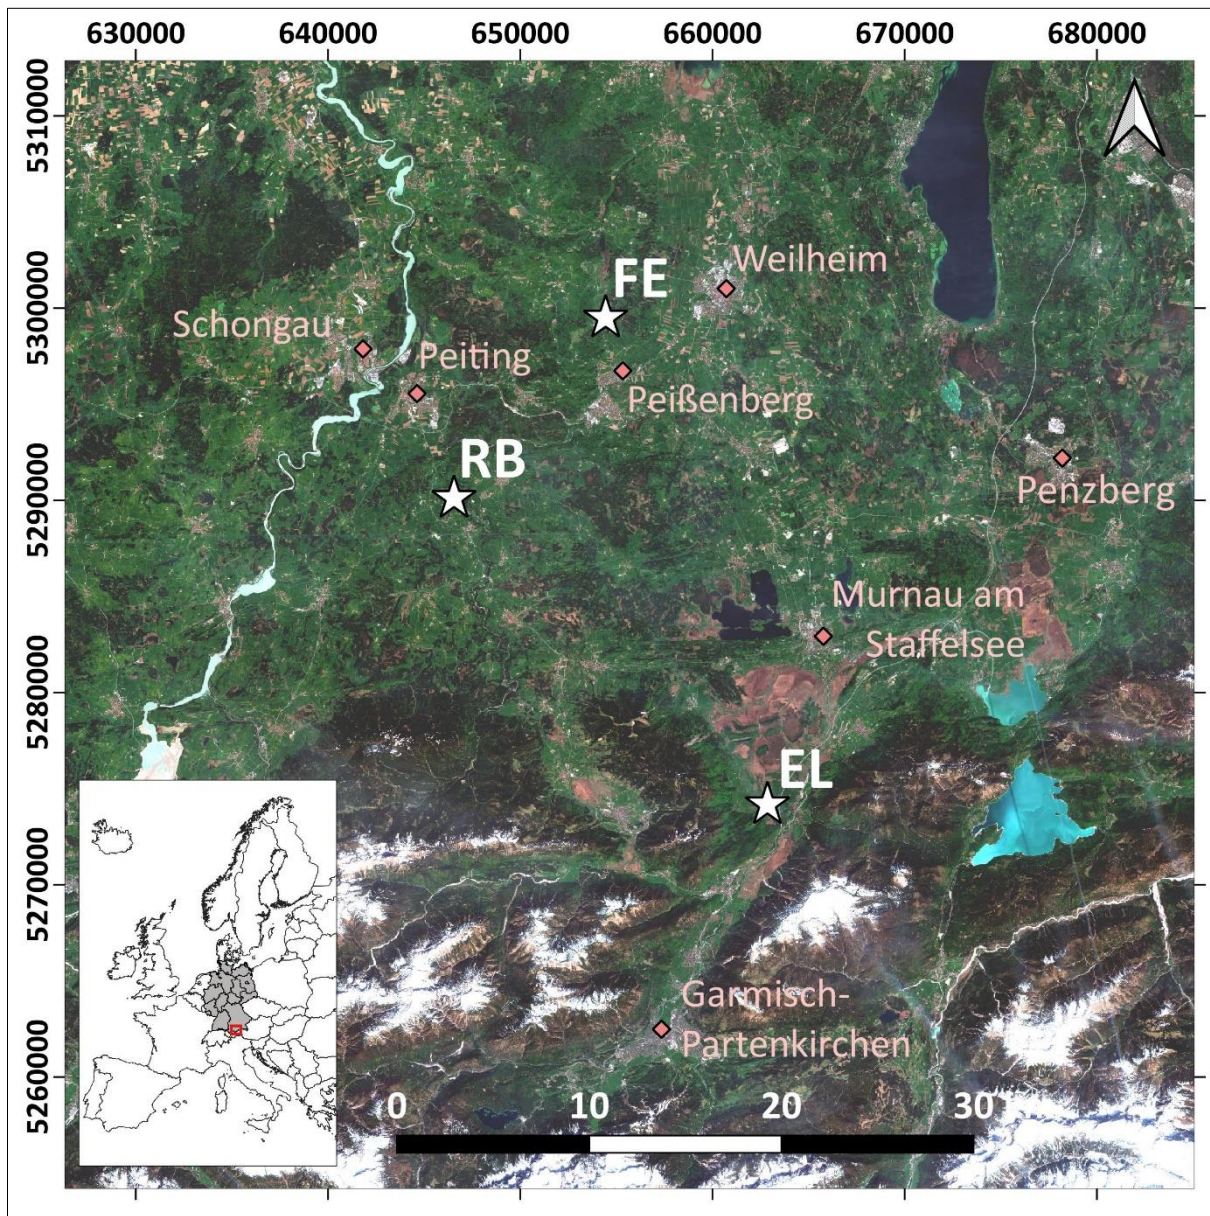 630000 640000 650000 660000 670000 680000
5310000
5300000
5290000
5280000
5270000
5260000
Weilheim
FE
Schongau
Peiting
Peißenberg
RB
Penzberg
Murnau am
Staffelsee
EL
Garmisch-
Partenkirchen
0 10 20 30